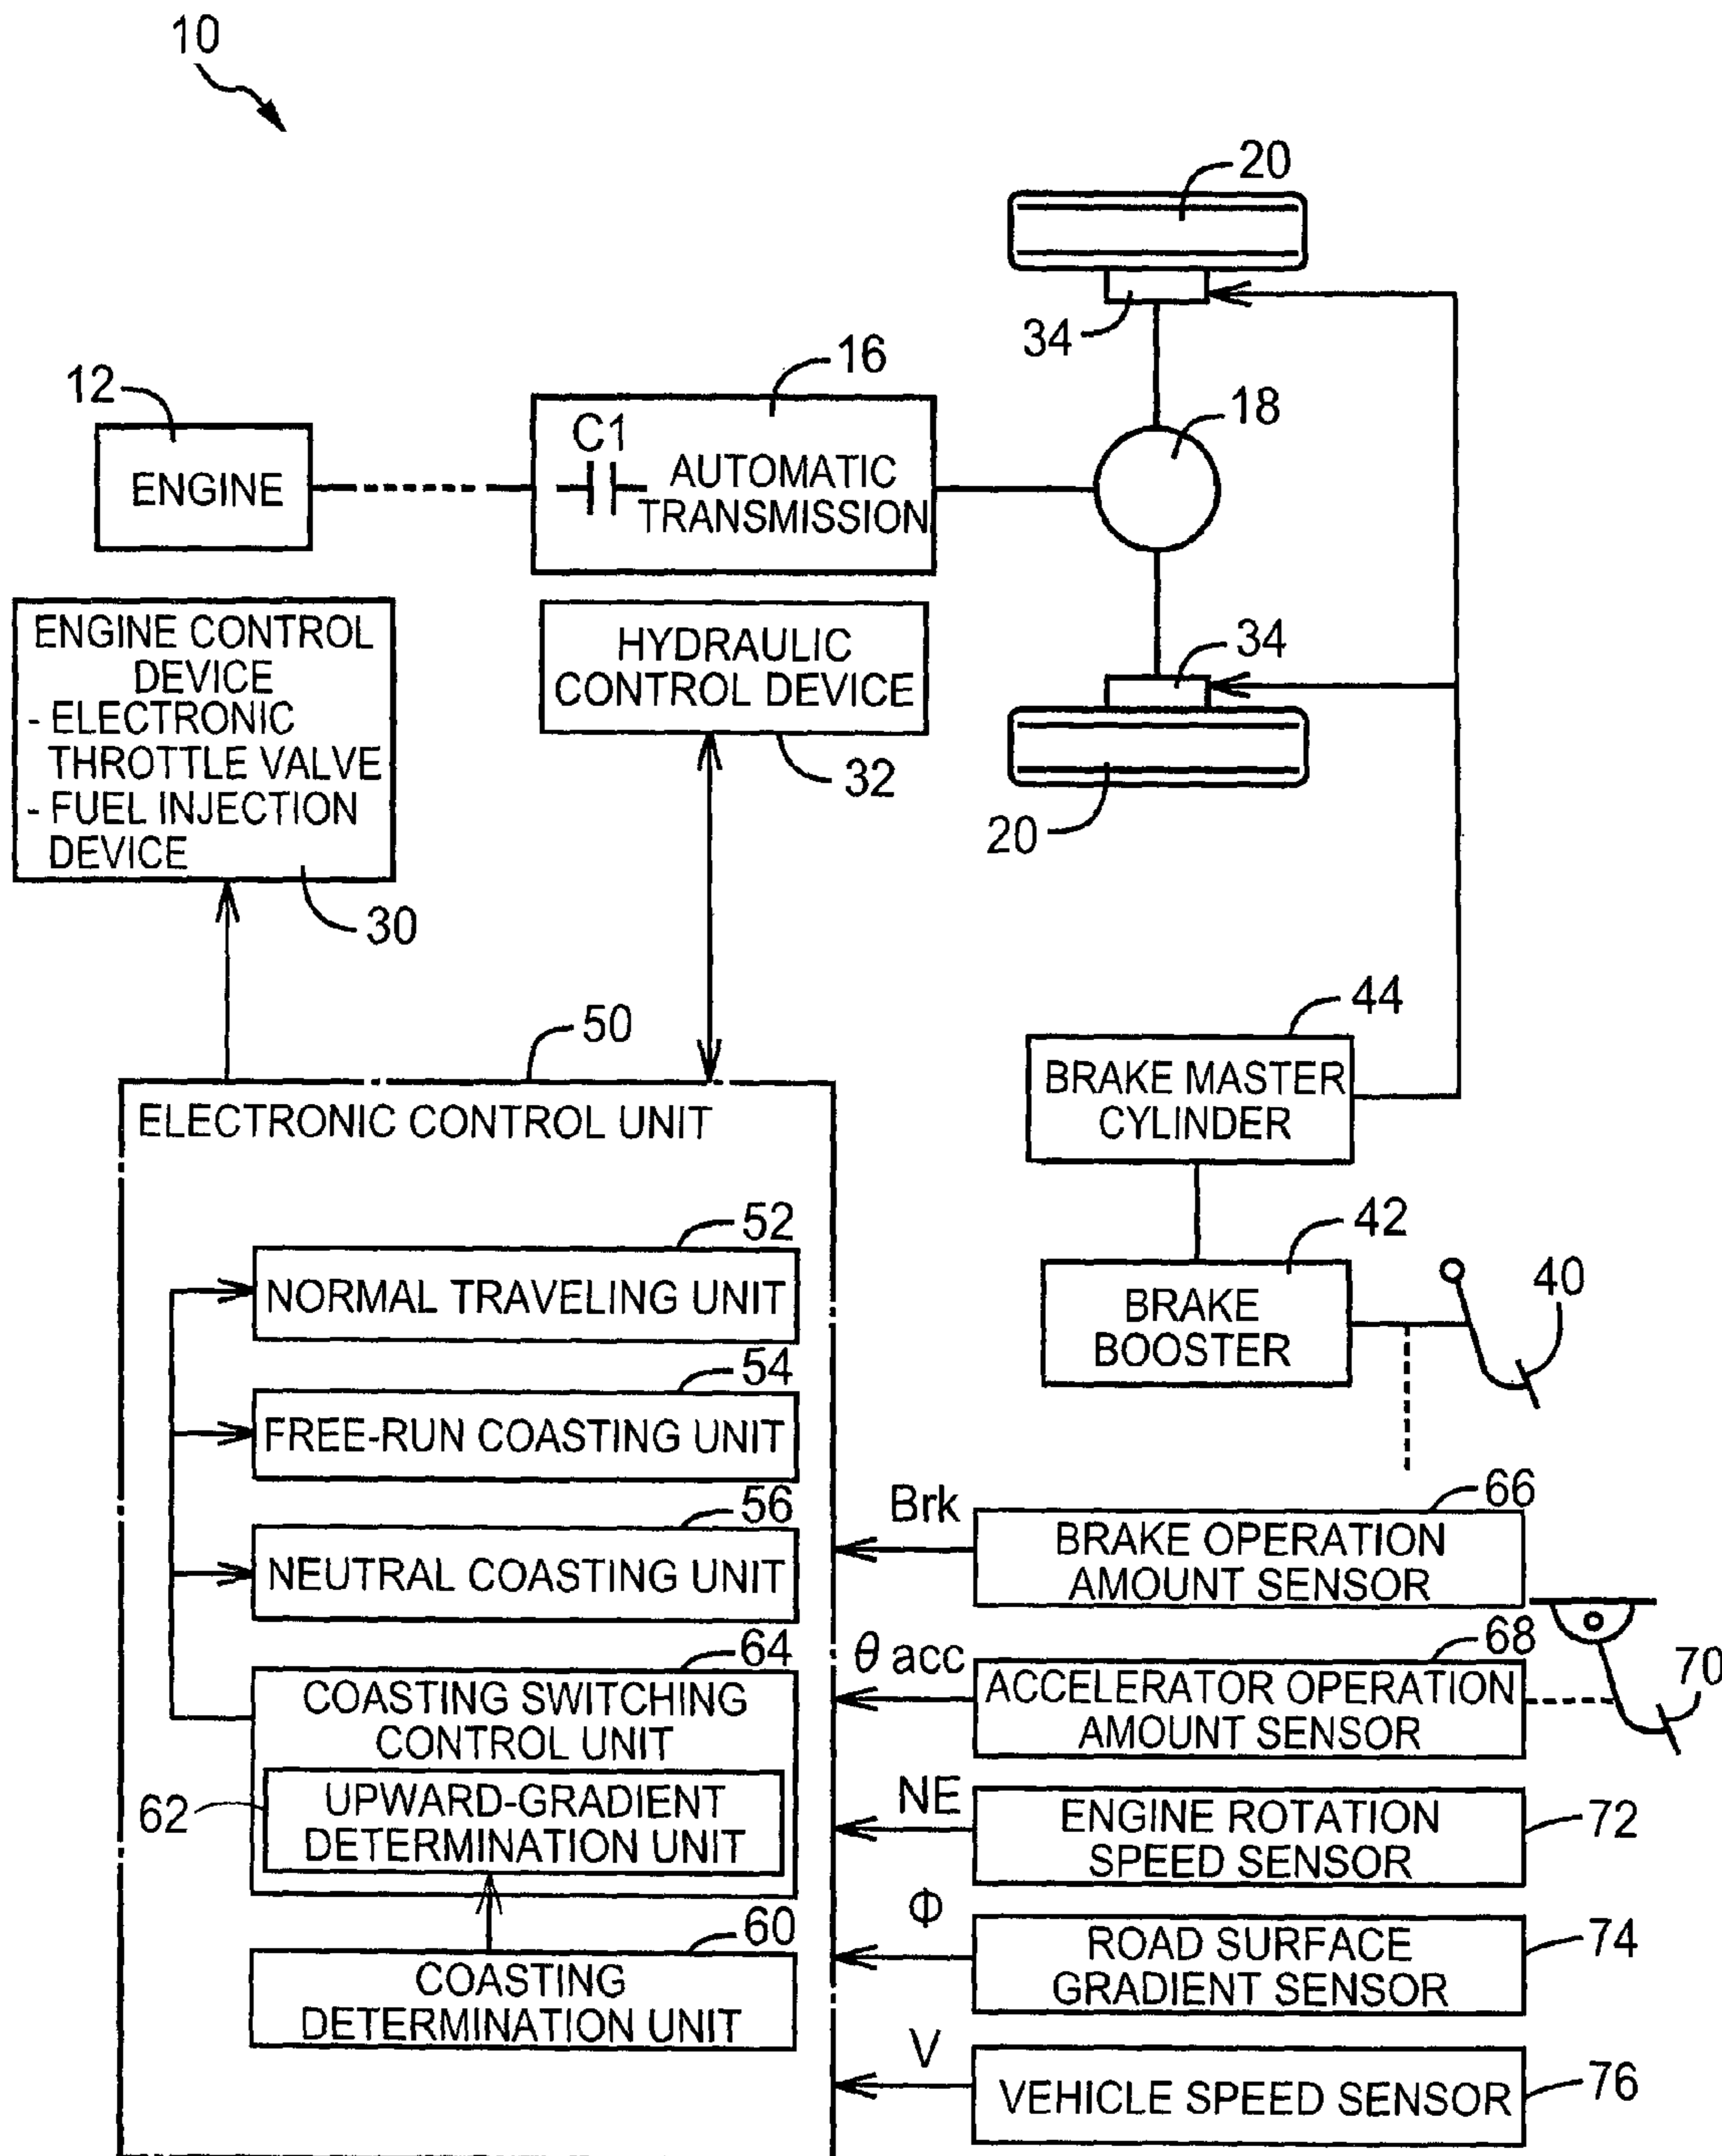 10
20
34
16
12
18
C1
ENGINE
AUTOMATIC
TRANSMISSION
ENGINE CONTROL
DEVICE
- ELECTRONIC
THROTTLE VALVE
- FUEL INJECTION
DEVICE
30
HYDRAULIC
CONTROL DEVICE
32
34
20
44
BRAKE MASTER
CYLINDER
42
BRAKE
BOOSTER
40
50
ELECTRONIC CONTROL UNIT
52
NORMAL TRAVELING UNIT
54
FREE-RUN COASTING UNIT
56
NEUTRAL COASTING UNIT
64
COASTING SWITCHING
CONTROL UNIT
62
UPWARD-GRADIENT
DETERMINATION UNIT
60
COASTING
DETERMINATION UNIT
Brk
66
BRAKE OPERATION
AMOUNT SENSOR
θ acc
68
ACCELERATOR OPERATION
AMOUNT SENSOR
70
NE
ENGINE ROTATION
SPEED SENSOR
72
Φ
ROAD SURFACE
GRADIENT SENSOR
74
V
VEHICLE SPEED SENSOR
76